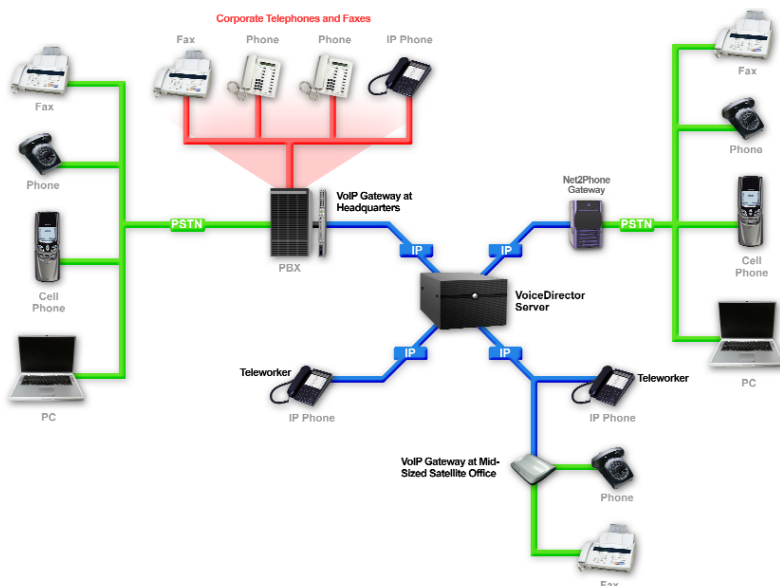 Corporate Telephones and Faxes
Fax
Phone
Phone
IP Phone
Fax
Phone
Cell
Phone
PC
PSTN
PBX
VoIP Gateway at
Headquarters
IP
IP
Net2Phone
Gateway
PSTN
Fax
Phone
Cell
Phone
PC
VoiceDirector
Server
IP
IP
Teleworker
IP Phone
Teleworker
IP Phone
VoIP Gateway at Mid-
Sized Satellite Office
Phone
Fax